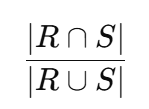 |R ∩ S|
|R ∪ S|